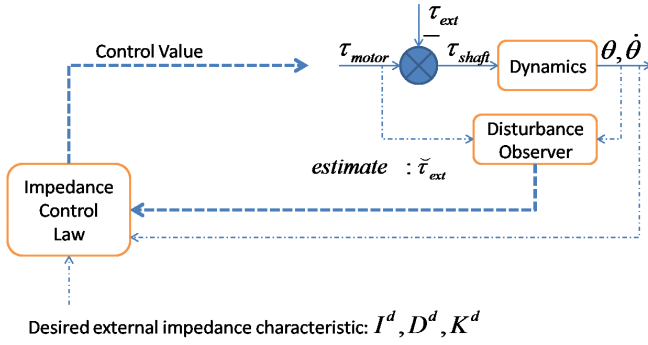 τ_ext
Control Value
−
τ_motor
τ_shaft
Dynamics
θ, θ̇
Disturbance
Observer
estimate : τ̆_ext
Impedance
Control
Law
Desired external impedance characteristic: I^d, D^d, K^d